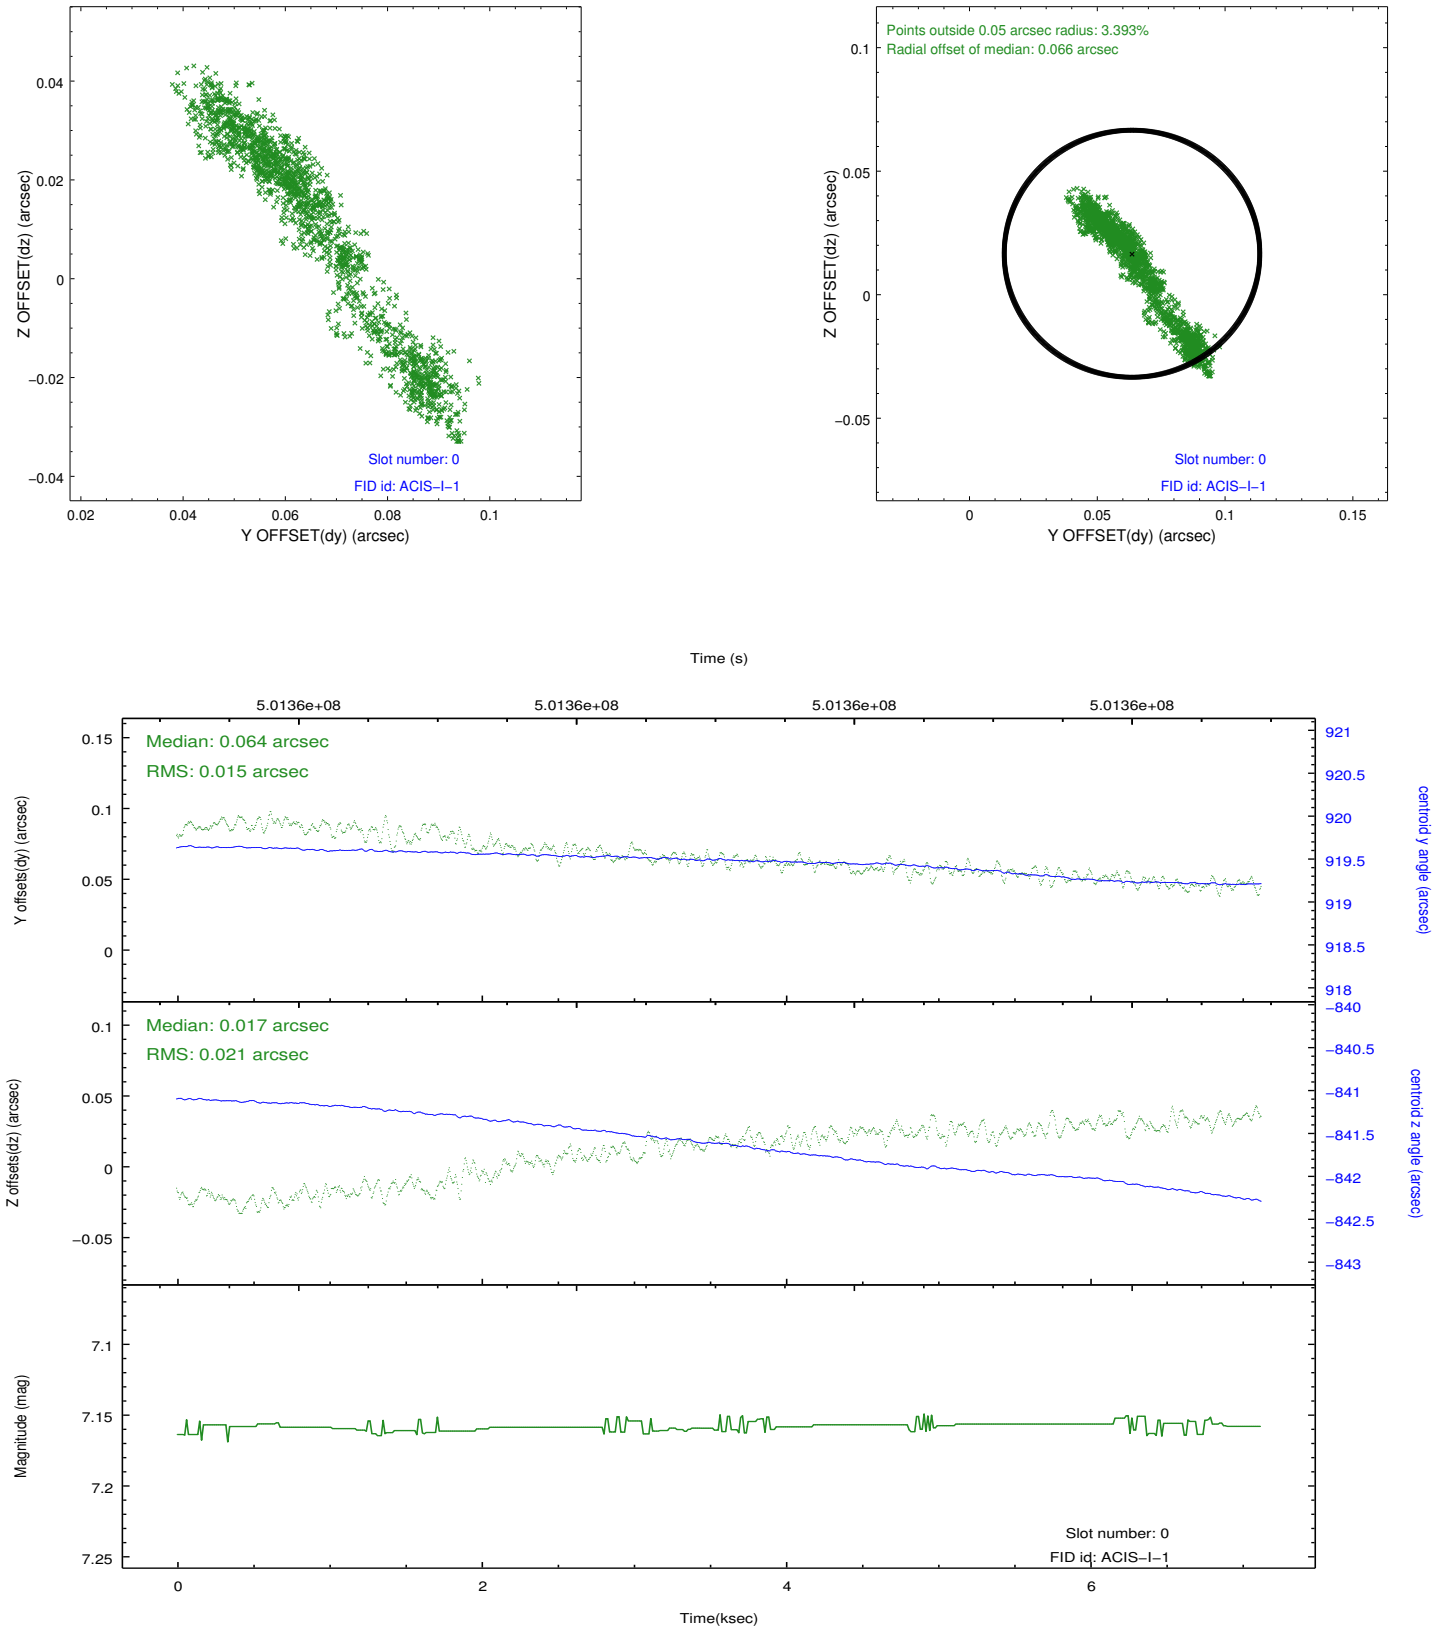 0.04
0.02
0
−0.02
−0.04
Z OFFSET(dz) (arcsec)
Slot number: 0
FID id: ACIS−I−1
0.02 0.04 0.06 0.08 0.1
Y OFFSET(dy) (arcsec)
Points outside 0.05 arcsec radius: 3.393%
Radial offset of median: 0.066 arcsec
0.1
0.05
0
−0.05
Z OFFSET(dz) (arcsec)
Slot number: 0
FID id: ACIS−I−1
0 0.05 0.1 0.15
Y OFFSET(dy) (arcsec)
Time (s)
5.0136e+08 5.0136e+08 5.0136e+08 5.0136e+08
Median: 0.064 arcsec
RMS: 0.015 arcsec
0.15
0.1
0.05
0
Y offsets(dy) (arcsec)
921
920.5
920
919.5
919
918.5
918
centroid y angle (arcsec)
Median: 0.017 arcsec
RMS: 0.021 arcsec
0.1
0.05
0
−0.05
Z offsets(dz) (arcsec)
−840
−840.5
−841
−841.5
−842
−842.5
−843
centroid z angle (arcsec)
7.1
7.15
7.2
7.25
Magnitude (mag)
Slot number: 0
FID id: ACIS−I−1
0 2 4 6
Time(ksec)